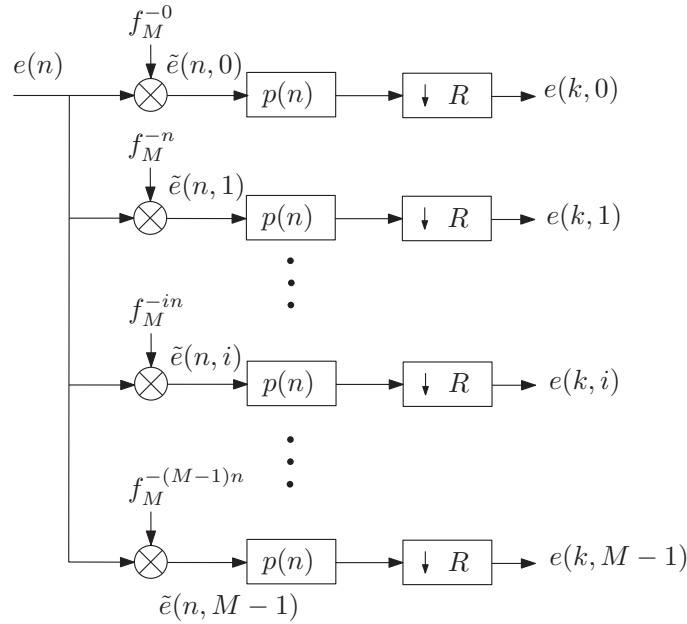 f_M^{-0}
e(n) ẽ(n, 0) p(n) ↓ R e(k, 0)
f_M^{-n}
ẽ(n, 1) p(n) ↓ R e(k, 1)
f_M^{-in}
ẽ(n, i) p(n) ↓ R e(k, i)
f_M^{-(M-1)n}
p(n) ↓ R e(k, M − 1)
ẽ(n, M − 1)